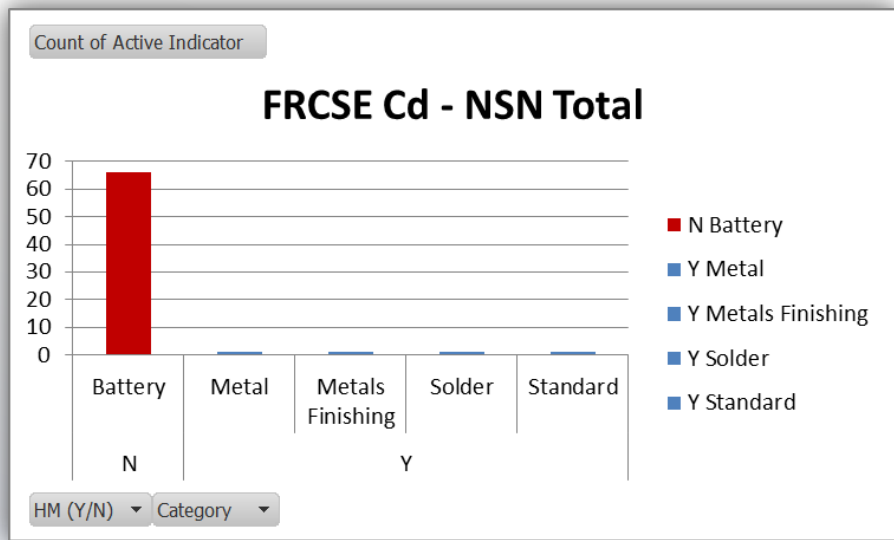 Count of Active Indicator
FRCSE Cd - NSN Total
70
60
50
40
30
20
10
0
Battery
Metal
Metals
Finishing
Solder
Standard
N
Y
N Battery
Y Metal
Y Metals Finishing
Y Solder
Y Standard
HM (Y/N)
Category